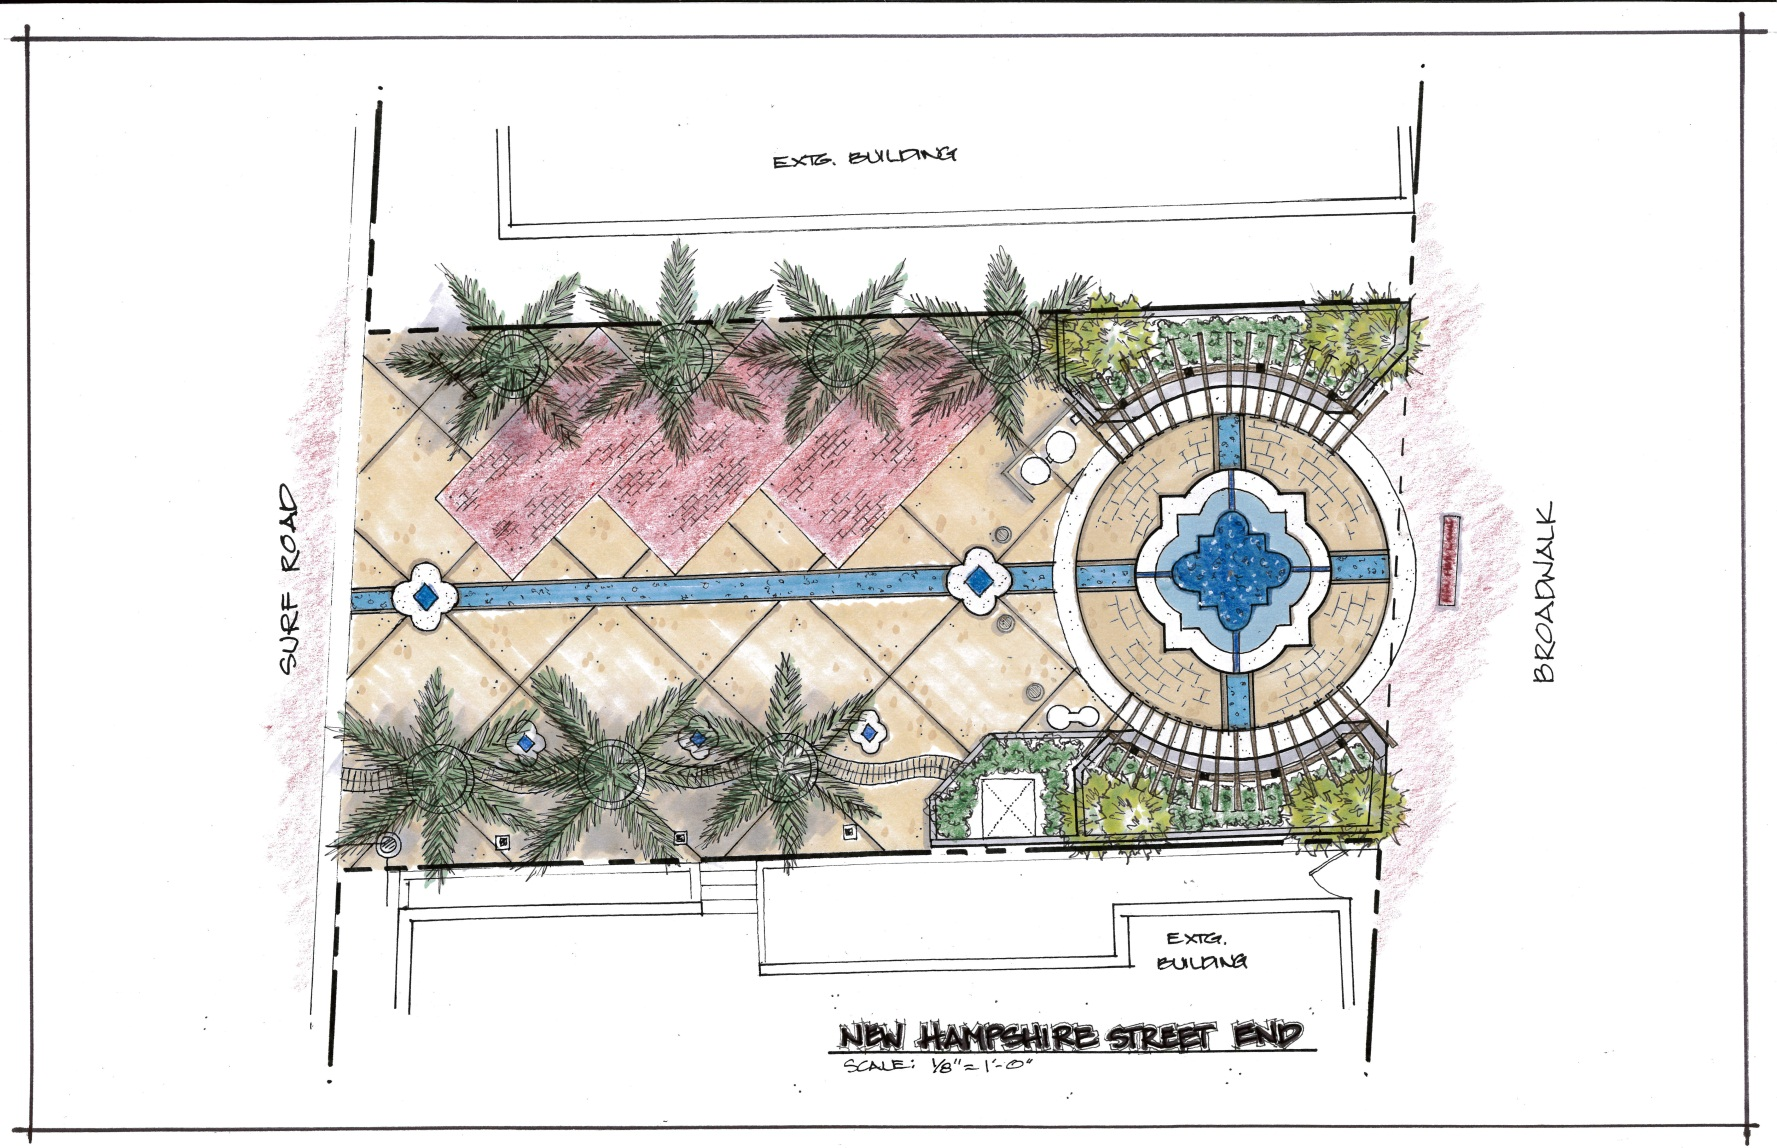 EXTG. BUILDING
SURF ROAD
BROADWALK
EXTG.
BUILDING
NEW HAMPSHIRE STREET END
SCALE: 1/8" = 1'-0"